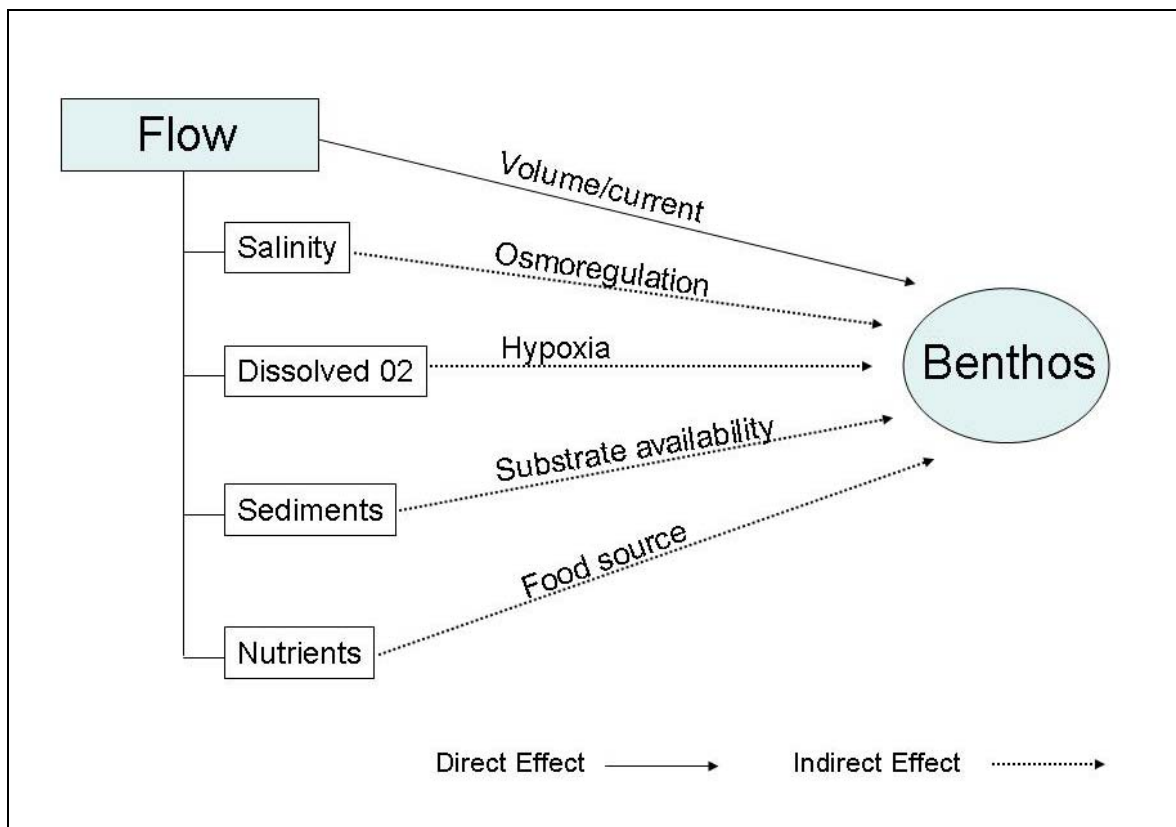 Flow
Volume/current
Salinity
Osmoregulation
Dissolved 02
Hypoxia
Benthos
Sediments
Substrate availability
Nutrients
Food source
Direct Effect
Indirect Effect